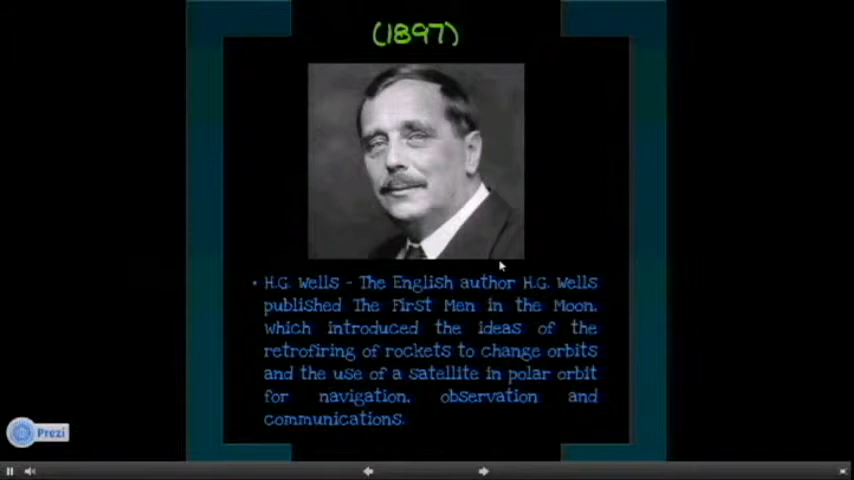 (1897)
• H.G. Wells - The English author H.G. Wells
published The First Men in the Moon,
which introduced the ideas of the
retrofiring of rockets to change orbits
and the use of a satellite in polar orbit
for navigation, observation and
communications.
Prezi